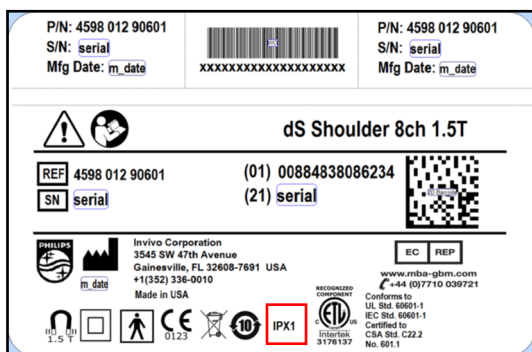 P/N: 4598 012 90601
S/N: serial
Mfg Date: m_date
XXXXXXXXXXXXXXXXXXXXX
P/N: 4598 012 90601
S/N: serial
Mfg Date: m_date
dS Shoulder 8ch 1.5T
REF 4598 012 90601
SN serial
(01) 00884838086234
(21) serial
PHILIPS
m_date
Invivo Corporation
3545 SW 47th Avenue
Gainesville, FL 32608-7691 USA
+1(352) 336-0010
Made in USA
EC REP
www.mba-gbm.com
+44 (0)7710 039721
1.5 T
CE
0123
10
IPX1
RECOGNIZED
COMPONENT
C ETL US
Intertek
3176137
Conforms to
UL Std. 60601-1
IEC Std. 60601-1
Certified to
CSA Std. C22.2
No. 601.1